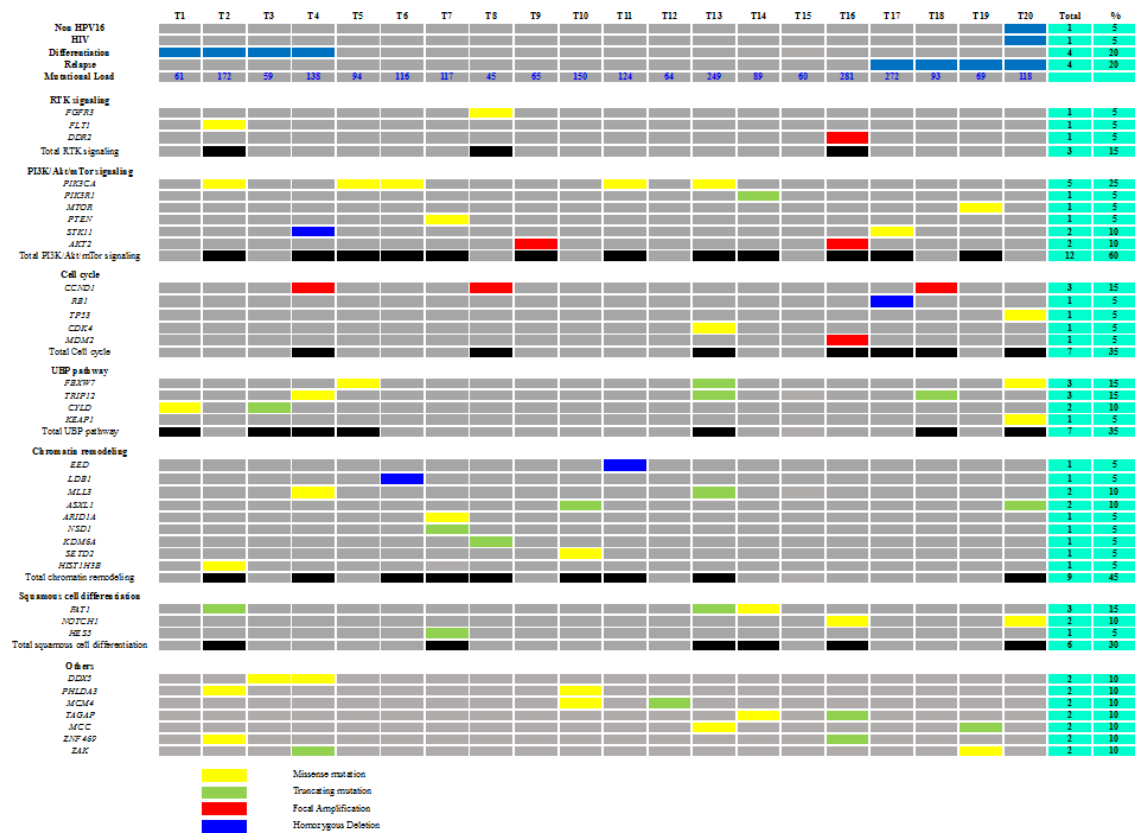 T1 T2 T3 T4 T5 T6 T7 T8 T9 T10 T11 T12 T13 T14 T15 T16 T17 T18 T19 T20 Total %
Non HPV16 1 5
HIV 1 5
Differentiation 4 20
Relapse 4 20
Mutational Load 61 172 59 138 94 116 117 45 65 150 124 64 249 89 60 281 272 93 69 118
RTK signaling
FGFR3 1 5
FLT1 1 5
DDR2 1 5
Total RTK signaling 3 15
PI3K/Akt/mTor signaling
PIK3CA 5 25
PIK3R1 1 5
MTOR 1 5
PTEN 1 5
STK11 2 10
AKT2 2 10
Total PI3K/Akt/mTor signaling 12 60
Cell cycle
CCND1 3 15
RB1 1 5
TP53 1 5
CDK4 1 5
MDM2 1 5
Total Cell cycle 7 35
UBP pathway
FBXW7 3 15
TRIP12 3 15
CYLD 2 10
KEAP1 1 5
Total UBP pathway 7 35
Chromatin remodeling
EED 1 5
LDB1 1 5
MLL3 2 10
ASXL1 2 10
ARID1A 1 5
NSD1 1 5
KDM6A 1 5
SETD2 1 5
HIST1H3B 1 5
Total chromatin remodeling 9 45
Squamous cell differentiation
FAT1 3 15
NOTCH1 2 10
HES5 1 5
Total squamous cell differentiation 6 30
Others
DDX5 2 10
PHLDA3 2 10
MCM4 2 10
TAGAP 2 10
MCC 2 10
ZNF469 2 10
ZAK 2 10
Missense mutation
Truncating mutation
Focal Amplification
Homozygous Deletion